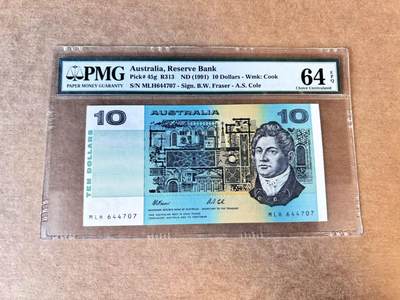 PMG
PAPER MONEY GUARANTY
Australia, Reserve Bank
Pick# 45g R313 ND (1991) 10 Dollars - Wmk: Cook
S/N MLH644707 - Sign. B.W. Fraser - A.S. Cole
64 EPQ
Choice Uncirculated
10
AUSTRALIA
10
TEN DOLLARS
MLH 644707
MLH 644707